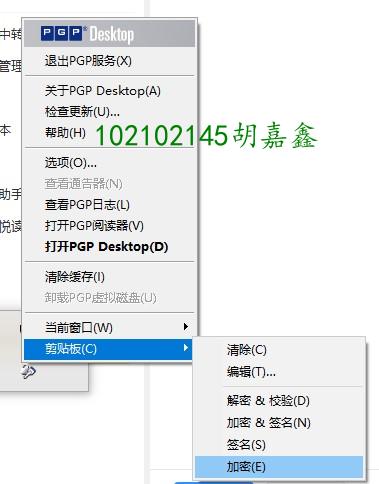 PGP Desktop
中转
退出PGP服务(X)
管理
关于PGP Desktop(A)
检查更新(U)...
本
帮助(H)
102102145胡嘉鑫
选项(O)...
查看通告器(N)
助手
查看PGP日志(L)
悦读
打开PGP阅读器(V)
打开PGP Desktop(D)
清除缓存(I)
卸载PGP虚拟磁盘(U)
当前窗口(W)
剪贴板(C)
清除(C)
编辑(T)...
解密 & 校验(D)
加密 & 签名(N)
签名(S)
加密(E)